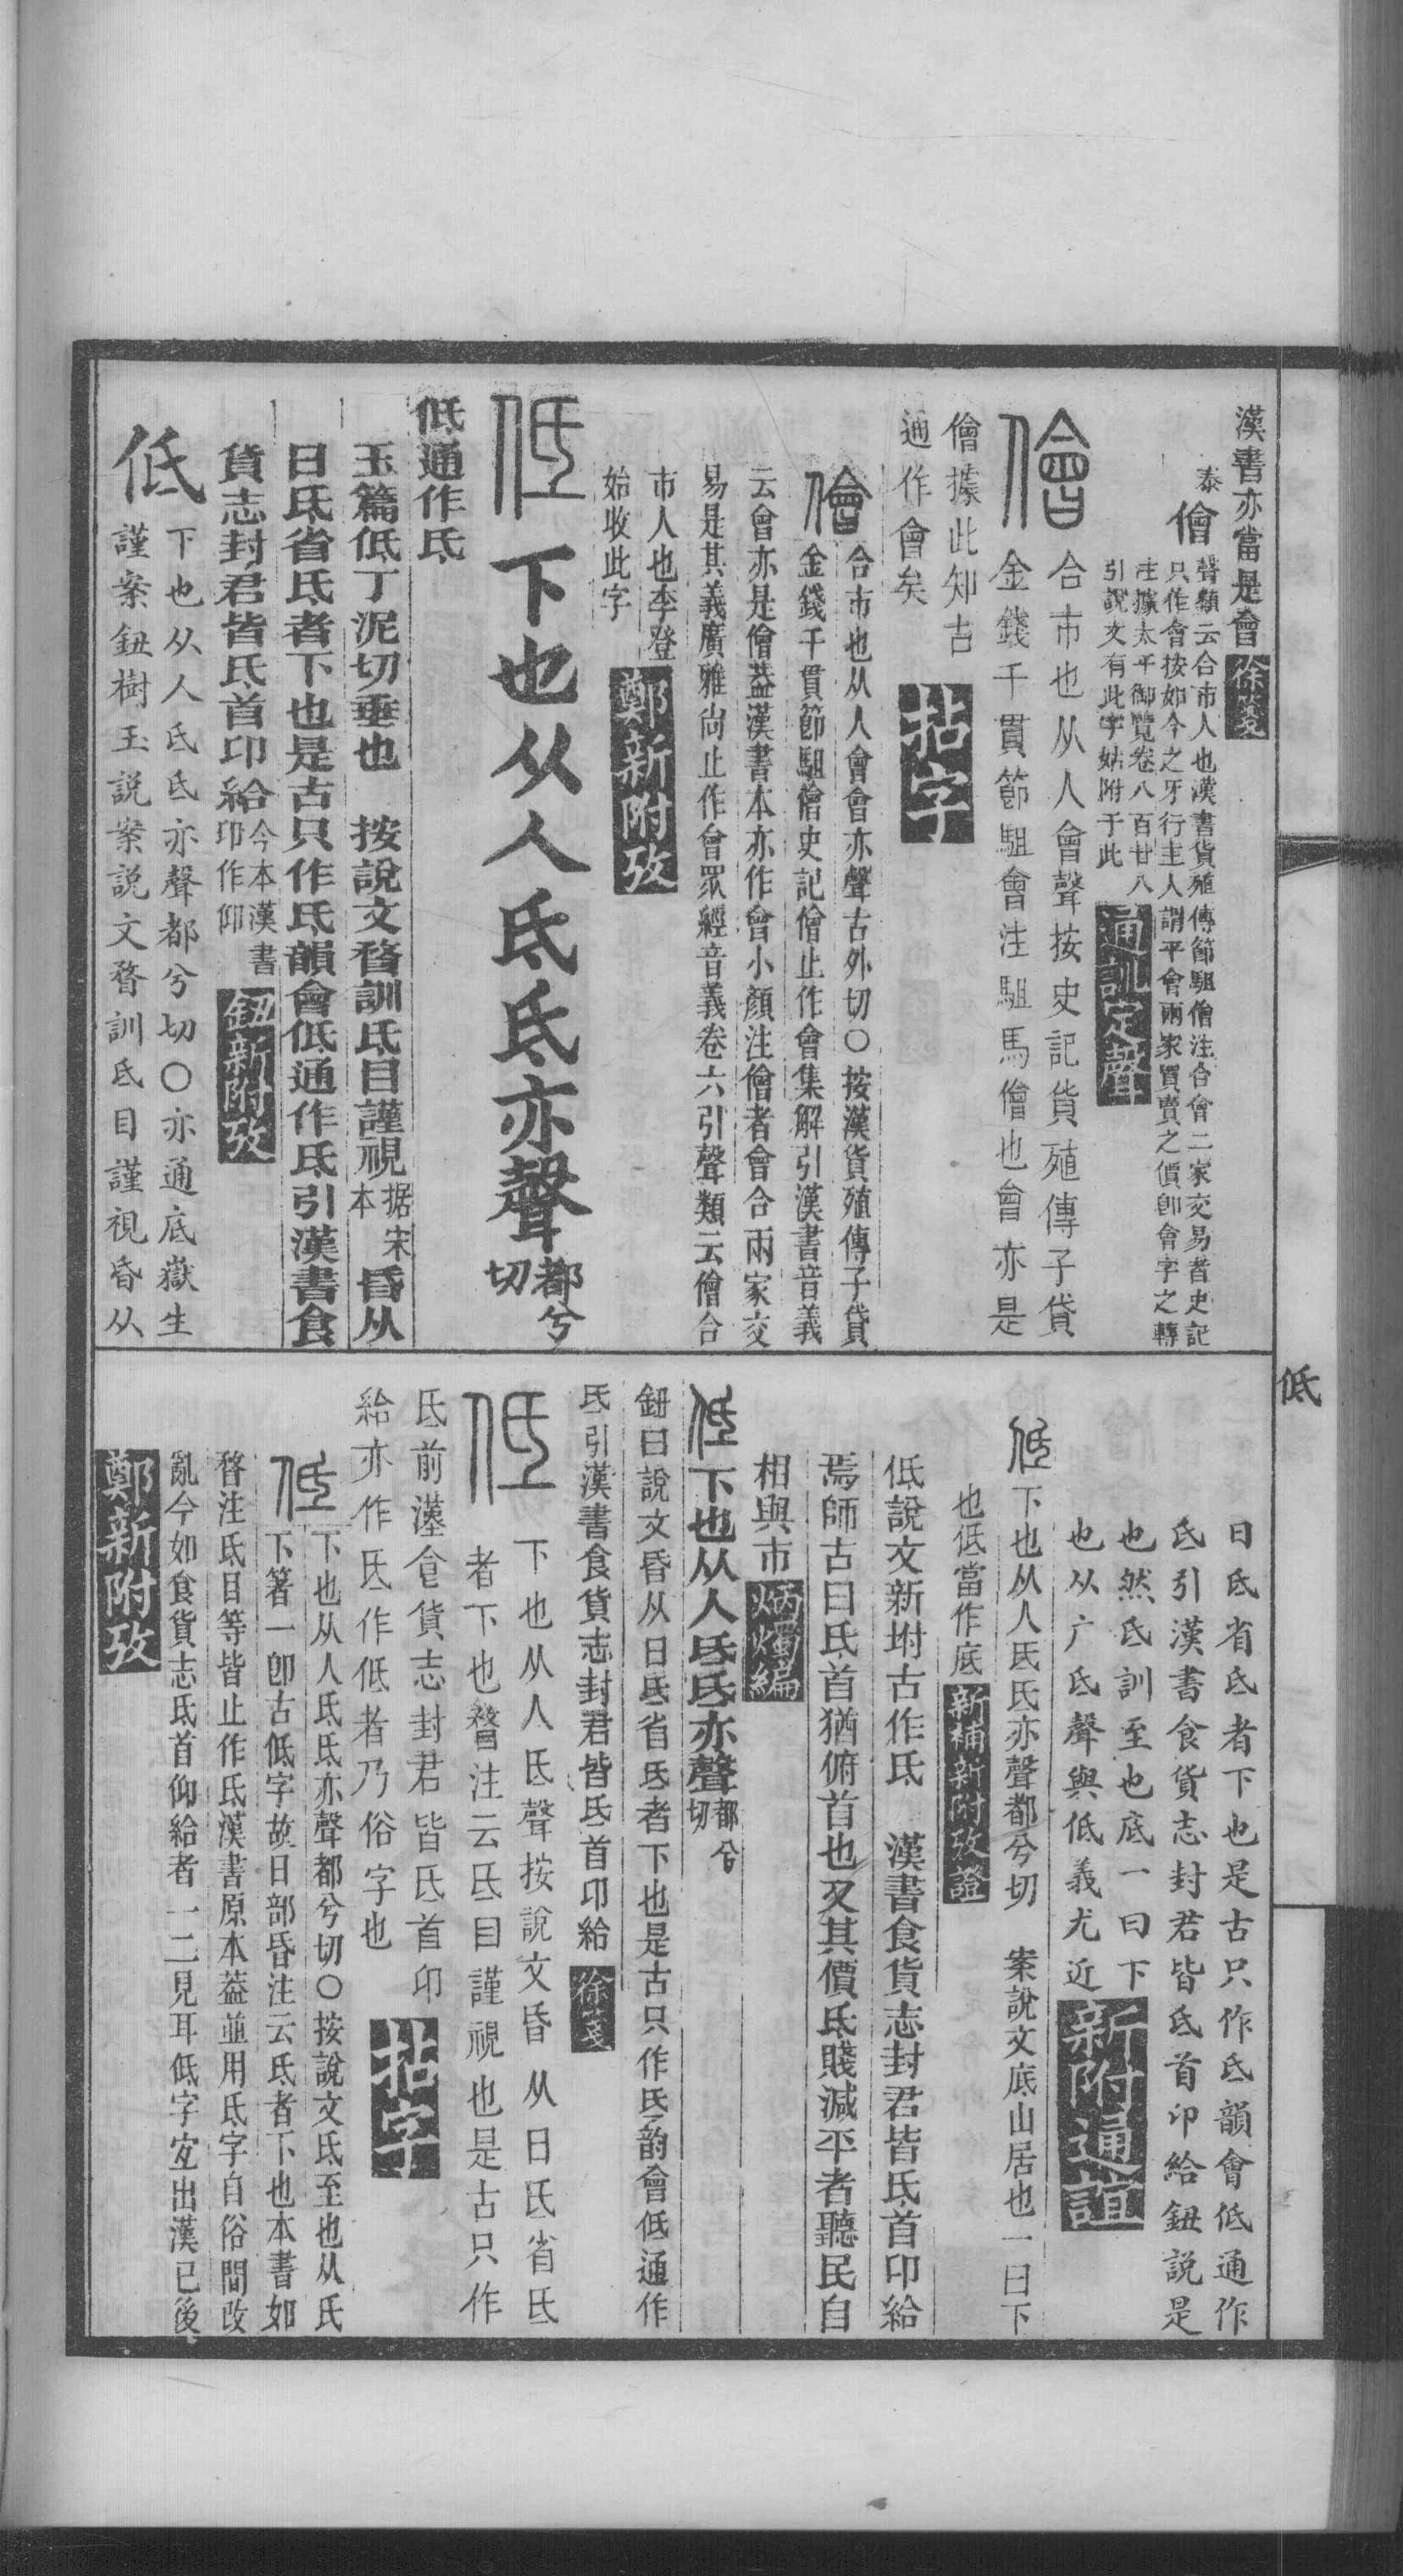 漢書亦當是會徐箋
泰
儈
聲類云合市人也漢書貨殖傳節駔儈注合會二家交易者史記
只作會按如今之牙行主人謂平會兩家買賣之價卽會字之轉
注據太平御覽卷八百廿八
引說文有此字姑附于此
通訓定聲
儈
合市也从人會聲按史記貨殖傳子貸
金錢千貫節駔會注駔馬儈也會亦是
儈據此知古
通作會矣
拈字
儈
合市也从人會會亦聲古外切○按漢貨殖傳子貸
金錢千貫節駔儈史記儈止作會集解引漢書音義
云會亦是儈葢漢書本亦作會小顏注儈者會合兩家交
易是其義廣雅尙止作會眾經音義卷六引聲類云儈合
市人也李登
始收此字
鄭新附攷
低
下也从人氐氐亦聲
都兮
切
低通作氐
玉篇低丁泥切垂也 按說文瞀訓氐目謹視
据宋
本
昏从
日氐省氐者下也是古只作氐韻會低通作氐引漢書食
貨志封君皆氐首卬給
今本漢書
卬作仰
鈕新附攷
低
下也从人氐氐亦聲都兮切○亦通底嶽生
謹案鈕樹玉說案說文瞀訓氐目謹視昏从
低
日氐省氐者下也是古只作氐韻會低通作
氐引漢書食貨志封君皆氐首卬給鈕說是
也然氐訓至也底一曰下
也从广氐聲與低義尤近
新附通誼
低
下也从人氐氐亦聲都兮切 案說文底山居也一曰下
也低當作底
新補新附攷證
低說文新坿古作氐 漢書食貨志封君皆氐首卬給
焉師古曰氐首猶俯首也又其價氐賤減平者聽民自
相與市
炳燭編
低
下也从人氐氐亦聲
都兮
切
鈕曰說文昏从日氐省氐者下也是古只作氐韵會低通作
氐引漢書食貨志封君皆氐首卬給
徐箋
低
下也从人氐聲按說文昏从日氐省氐
者下也瞀注云氐目謹視也是古只作
氐前漢食貨志封君皆氐首卬
給亦作氐作低者乃俗字也
拈字
低
下也从人氐氐亦聲都兮切○按說文氐至也从氏
下箸一卽古低字故日部昏注云氐者下也本書如
瞀注氐目等皆止作氐漢書原本葢並用氐字自俗閒改
亂今如食貨志氐首仰給者一二見耳低字定出漢已後
鄭新附攷